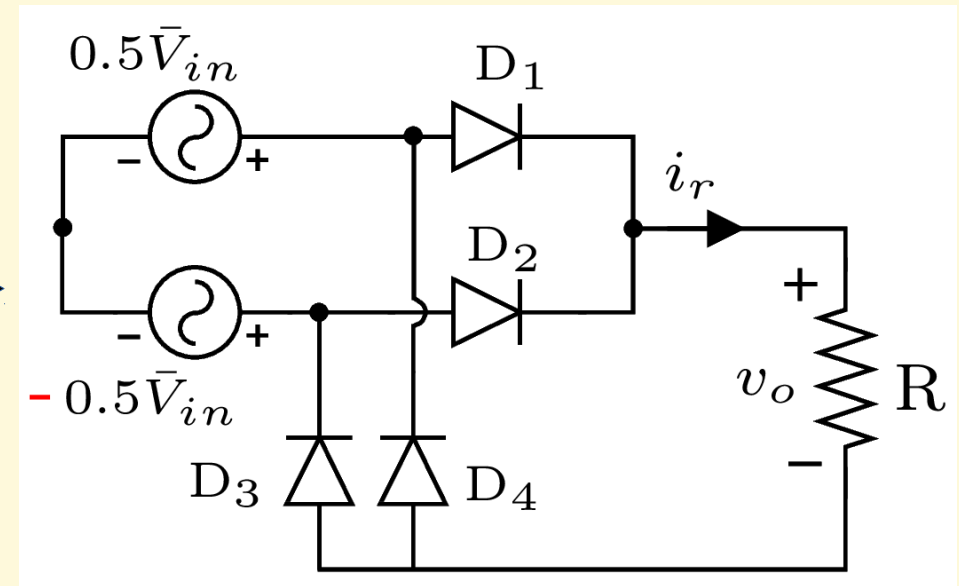 0.5V̄in
D1
− +
ir
D2
+
− +
vo
R
- 0.5V̄in
−
D3
D4